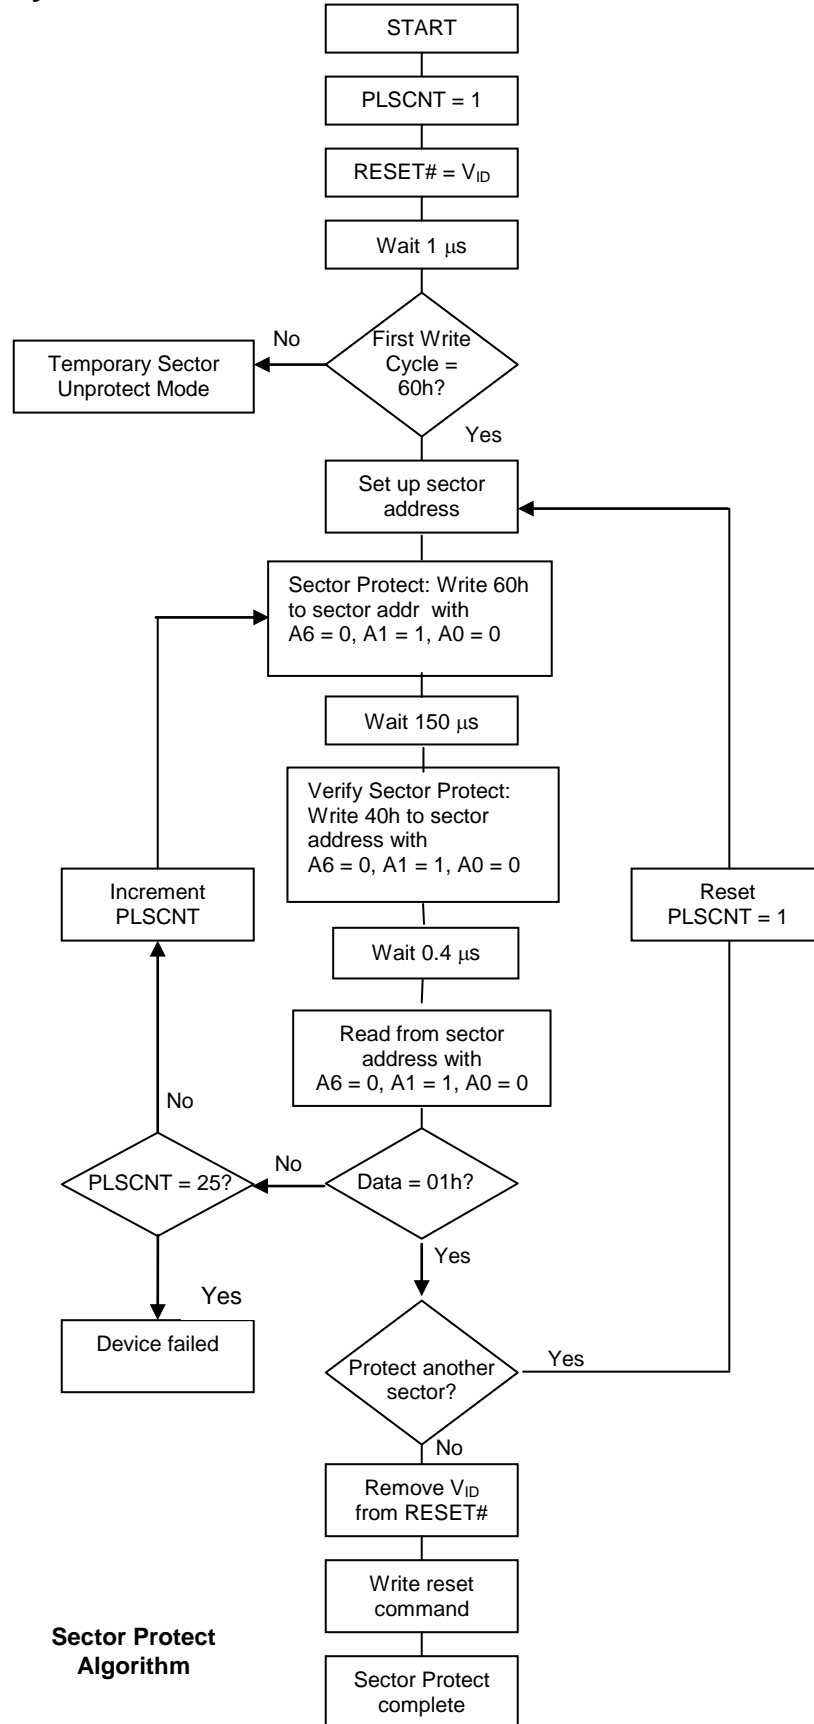 START
PLSCNT = 1
RESET# = VID
Wait 1 μs
First Write
Cycle =
60h?
No
Temporary Sector
Unprotect Mode
Yes
Set up sector
address
Sector Protect: Write 60h
to sector addr with
A6 = 0, A1 = 1, A0 = 0
Wait 150 μs
Verify Sector Protect:
Write 40h to sector
address with
A6 = 0, A1 = 1, A0 = 0
Increment
PLSCNT
Reset
PLSCNT = 1
Wait 0.4 μs
Read from sector
address with
A6 = 0, A1 = 1, A0 = 0
No
PLSCNT = 25?
No
Data = 01h?
Yes
Yes
Device failed
Protect another
sector?
Yes
No
Remove VID
from RESET#
Write reset
command
Sector Protect
Algorithm
Sector Protect
complete